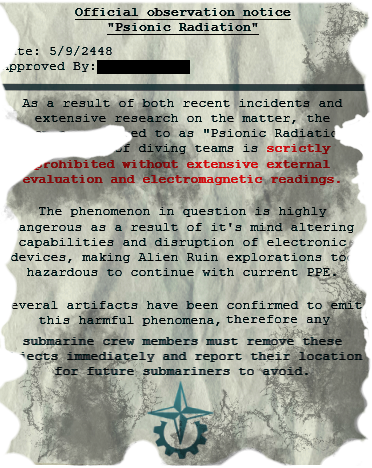 Official observation notice
"Psionic Radiation"
te: 5/9/2448
pproved By:
As a result of both recent incidents and
extensive research on the matter, the
ed to as "Psionic Radiatio
of diving teams is scrictly
prohibited without extensive external
evaluation and electromagnetic readings.
The phenomenon in question is highly
angerous as a result of it's mind altering
capabilities and disruption of electronic
devices, making Alien Ruin explorations to
hazardous to continue with current PPE.
everal artifacts have been confirmed to emit
this harmful phenomena, therefore any
submarine crew members must remove these
jects immediately and report their location
for future submariners to avoid.